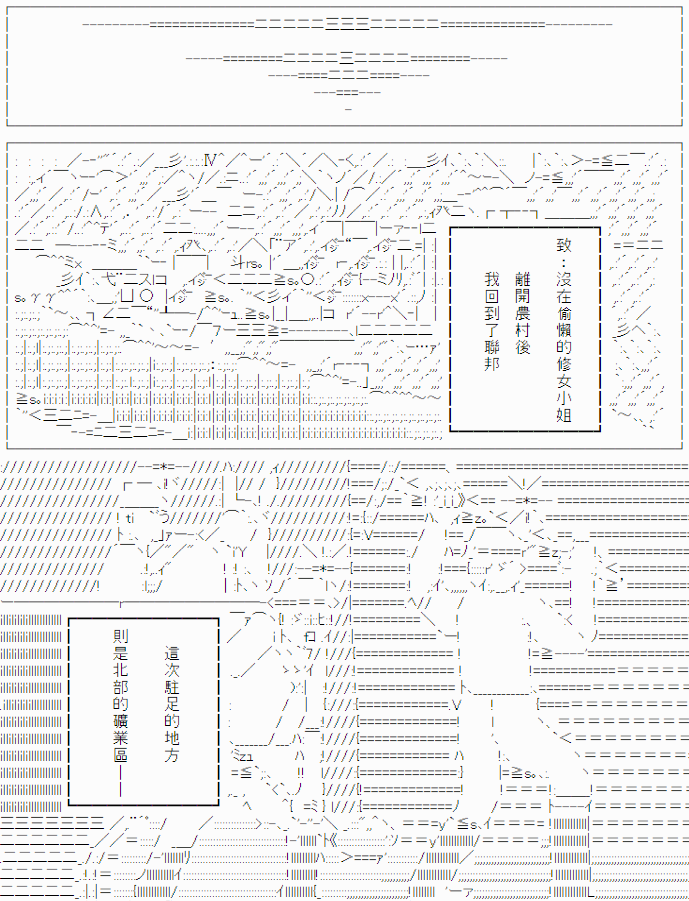 致：沒在偷懶的修女小姐
離開農村後
我回到了聯邦
這次駐足的地方
則是北部的礦業區——